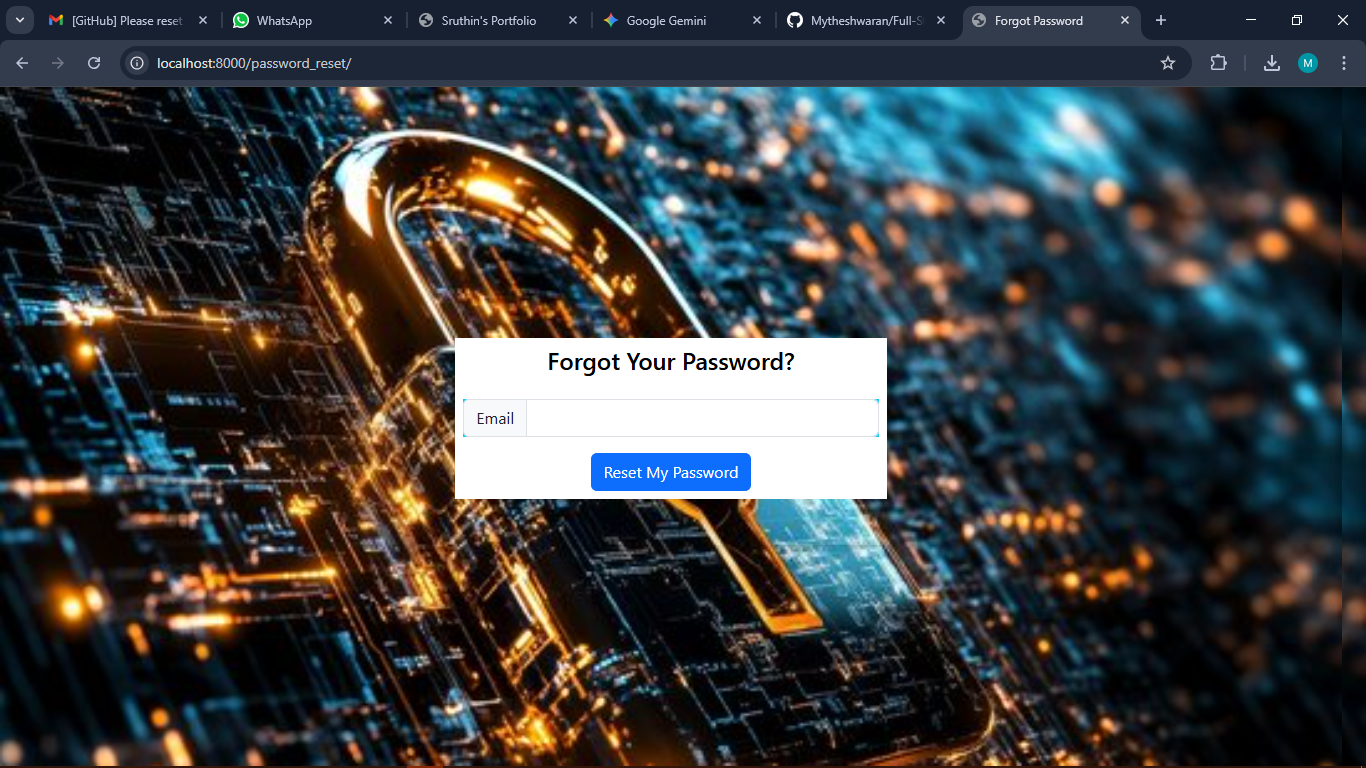 [GitHub] Please reset
WhatsApp
Sruthin's Portfolio
Google Gemini
Mytheshwaran/Full-S
Forgot Password
localhost:8000/password_reset/
M
Forgot Your Password?
Email
Reset My Password